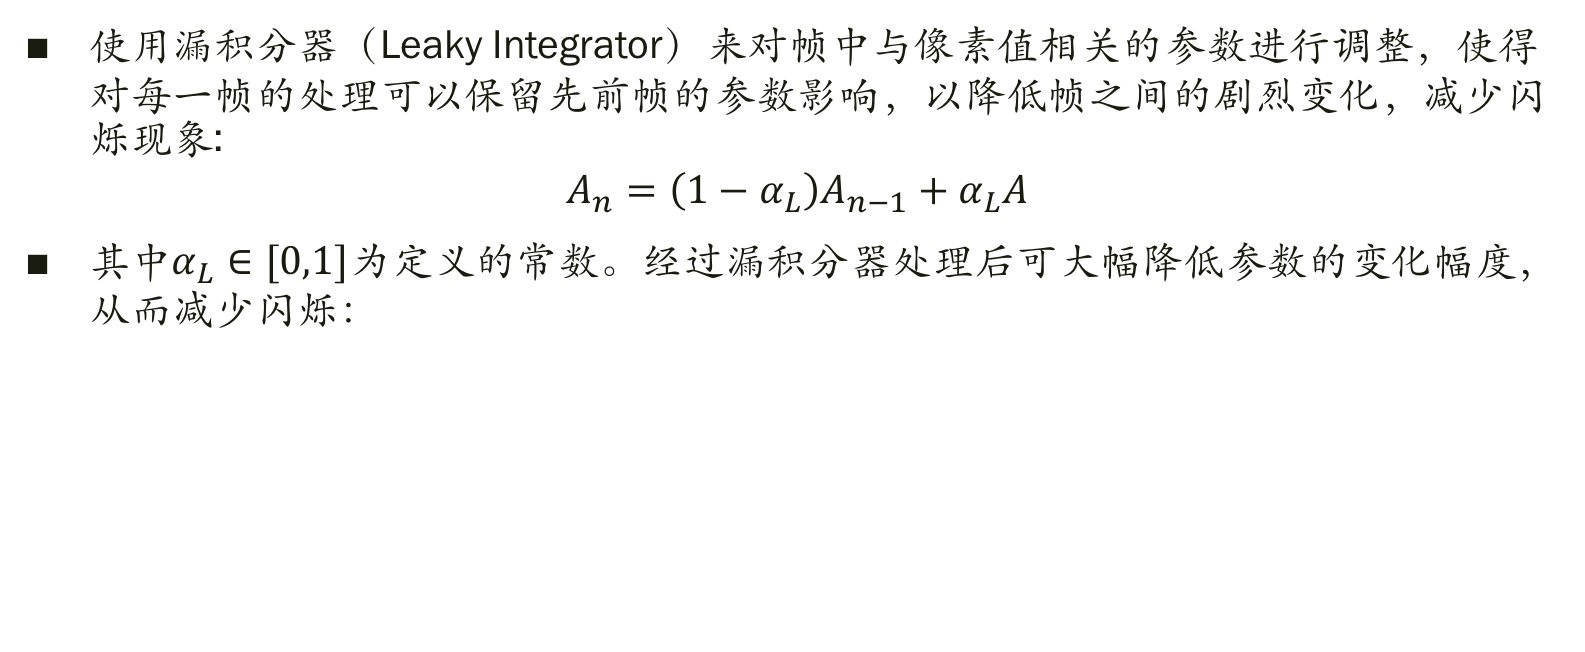 ■ 使用漏积分器（Leaky Integrator）来对帧中与像素值相关的参数进行调整，使得
对每一帧的处理可以保留先前帧的参数影响，以降低帧之间的剧烈变化，减少闪
烁现象:
𝐴ₙ = (1 − 𝛼_L)𝐴ₙ₋₁ + 𝛼_L𝐴
■ 其中𝛼_L ∈ [0,1]为定义的常数。经过漏积分器处理后可大幅降低参数的变化幅度，
从而减少闪烁：